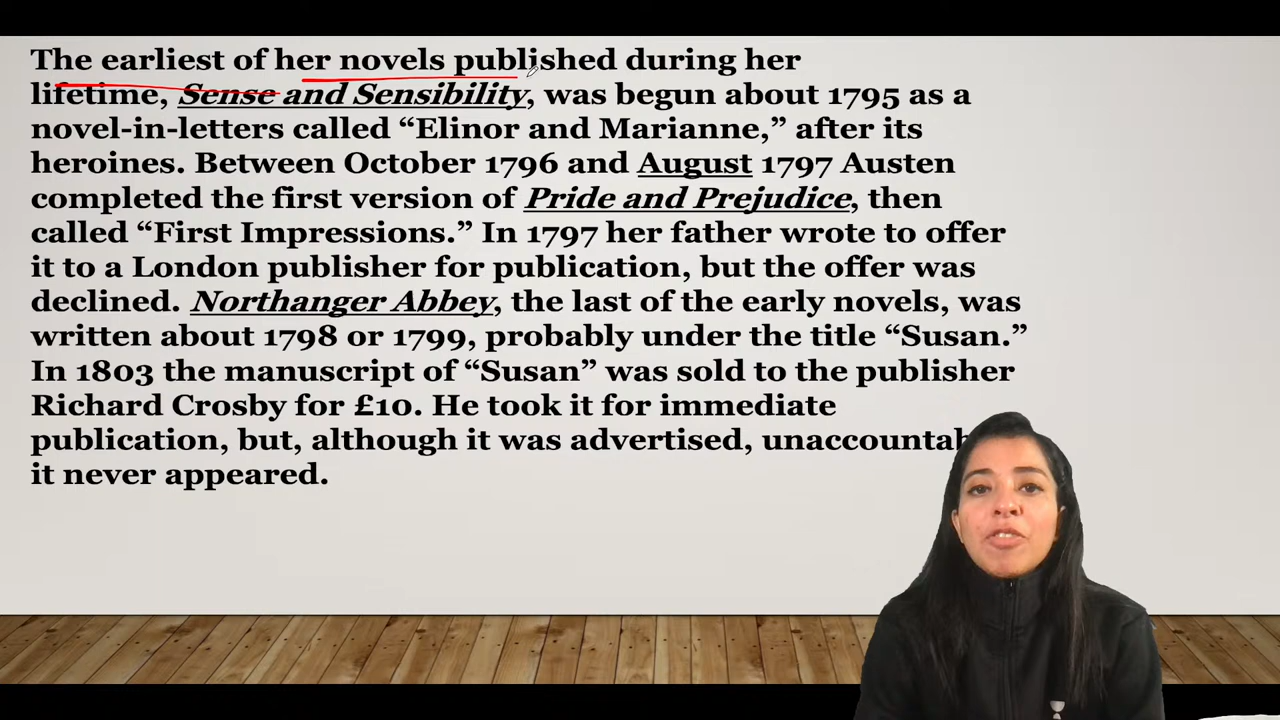 The earliest of her novels published during her
lifetime, Sense and Sensibility, was begun about 1795 as a
novel-in-letters called “Elinor and Marianne,” after its
heroines. Between October 1796 and August 1797 Austen
completed the first version of Pride and Prejudice, then
called “First Impressions.” In 1797 her father wrote to offer
it to a London publisher for publication, but the offer was
declined. Northanger Abbey, the last of the early novels, was
written about 1798 or 1799, probably under the title “Susan.”
In 1803 the manuscript of “Susan” was sold to the publisher
Richard Crosby for £10. He took it for immediate
publication, but, although it was advertised,
it never appeared.